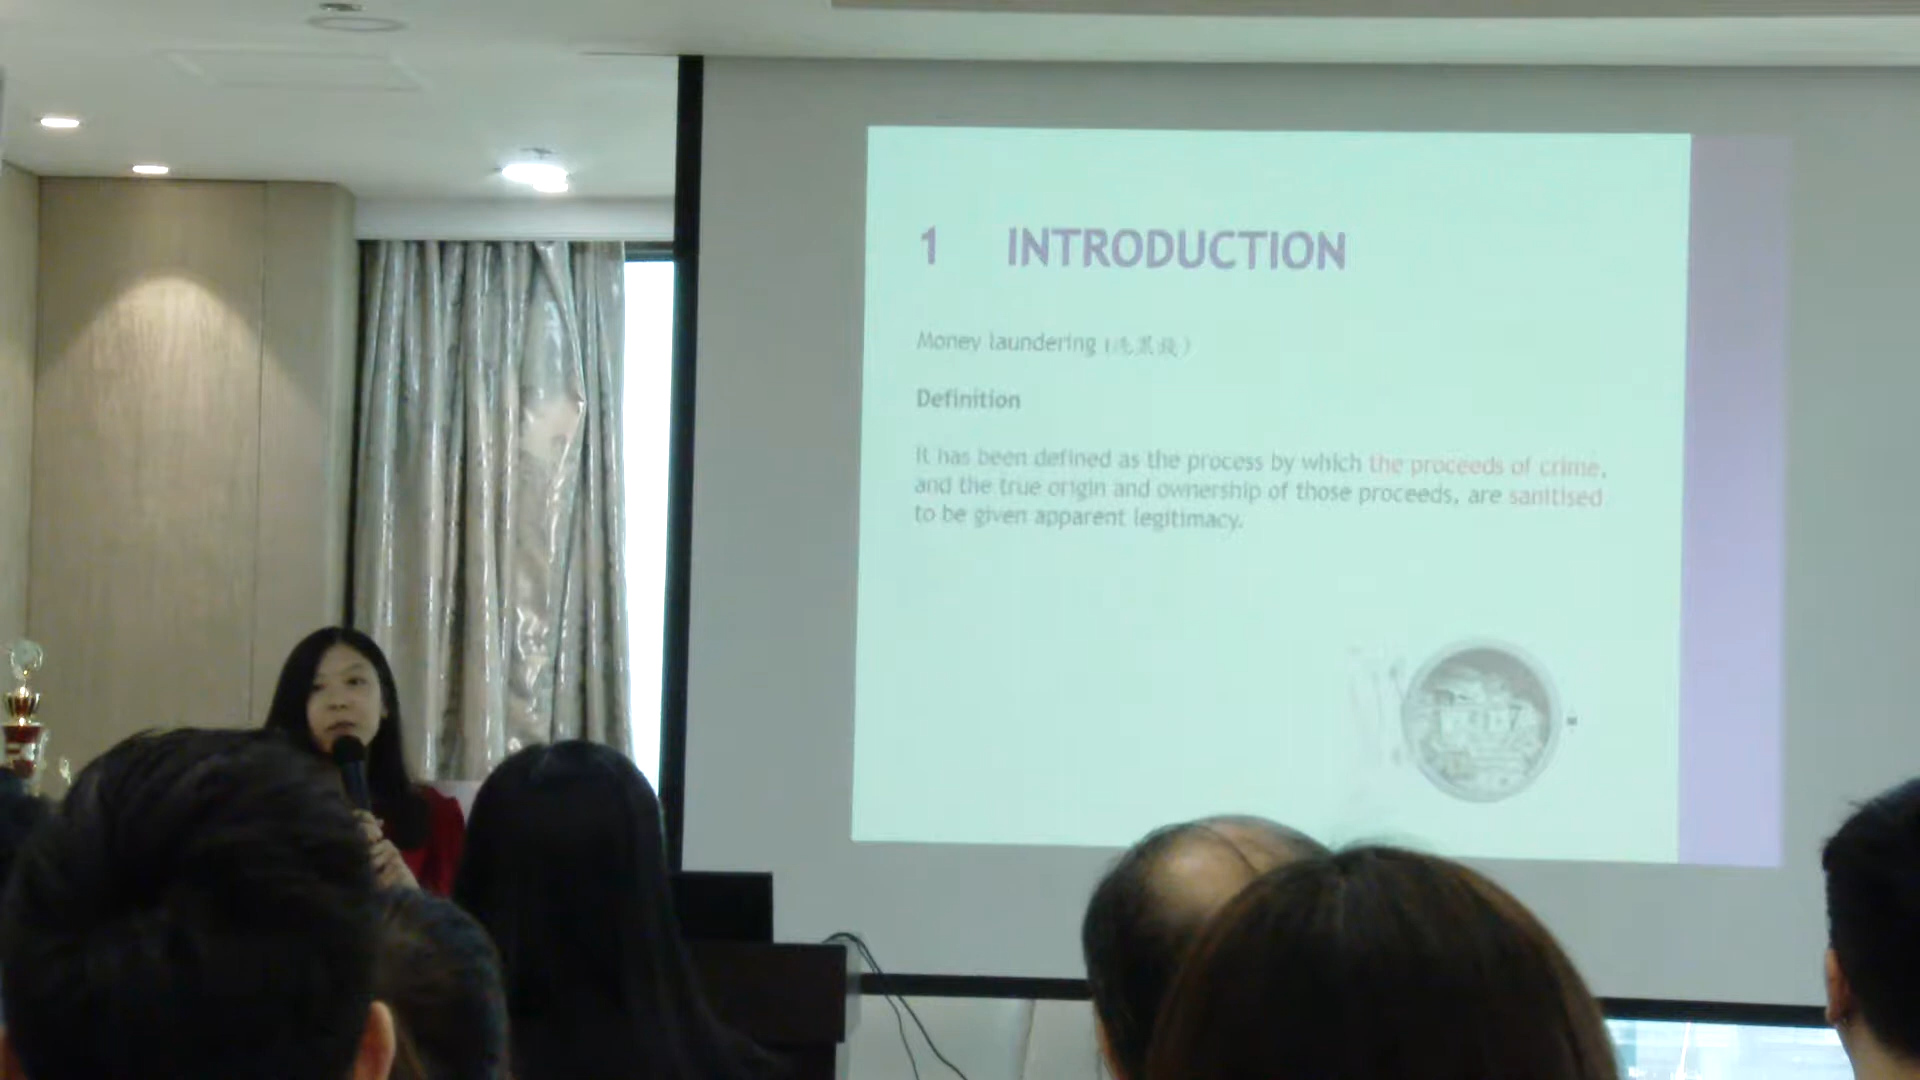 1 INTRODUCTION
Money laundering (洗黑錢)
Definition
It has been defined as the process by which the proceeds of crime,
and the true origin and ownership of those proceeds, are sanitised
to be given apparent legitimacy.